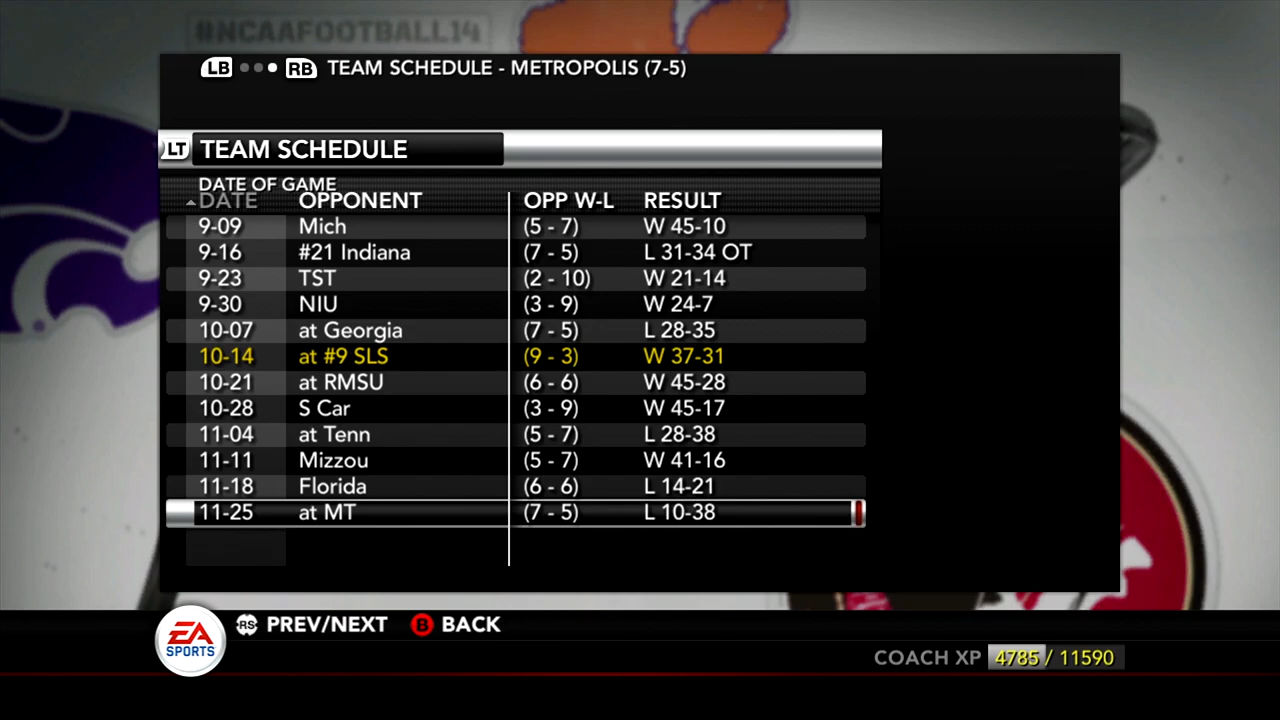 #NCAAFOOTBALL14
LB RB TEAM SCHEDULE - METROPOLIS (7-5)
LT TEAM SCHEDULE
DATE OF GAME
DATE OPPONENT OPP W-L RESULT
9-09 Mich (5 - 7) W 45-10
9-16 #21 Indiana (7 - 5) L 31-34 OT
9-23 TST (2 - 10) W 21-14
9-30 NIU (3 - 9) W 24-7
10-07 at Georgia (7 - 5) L 28-35
10-14 at #9 SLS (9 - 3) W 37-31
10-21 at RMSU (6 - 6) W 45-28
10-28 S Car (3 - 9) W 45-17
11-04 at Tenn (5 - 7) L 28-38
11-11 Mizzou (5 - 7) W 41-16
11-18 Florida (6 - 6) L 14-21
11-25 at MT (7 - 5) L 10-38
EA SPORTS
RS PREV/NEXT B BACK
COACH XP 4785 / 11590